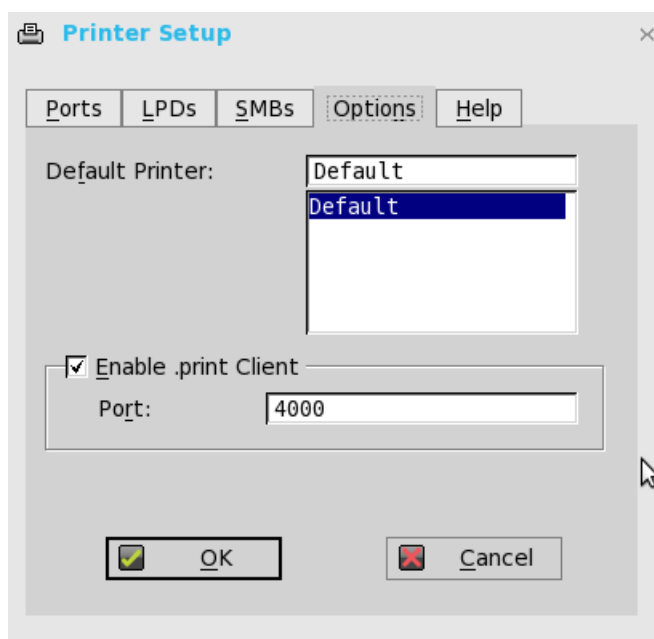 Printer Setup
Ports LPDs SMBs Options Help
Default Printer: Default
Default
Enable .print Client
Port: 4000
OK Cancel